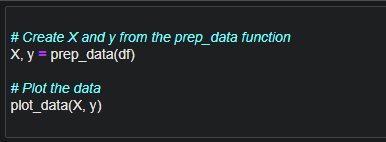 # Create X and y from the prep_data function
X, y = prep_data(df)
# Plot the data
plot_data(X, y)